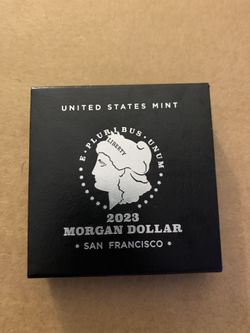 UNITED STATES MINT
E • PLURIBUS • UNUM
LIBERTY
2023
MORGAN DOLLAR
• SAN FRANCISCO •